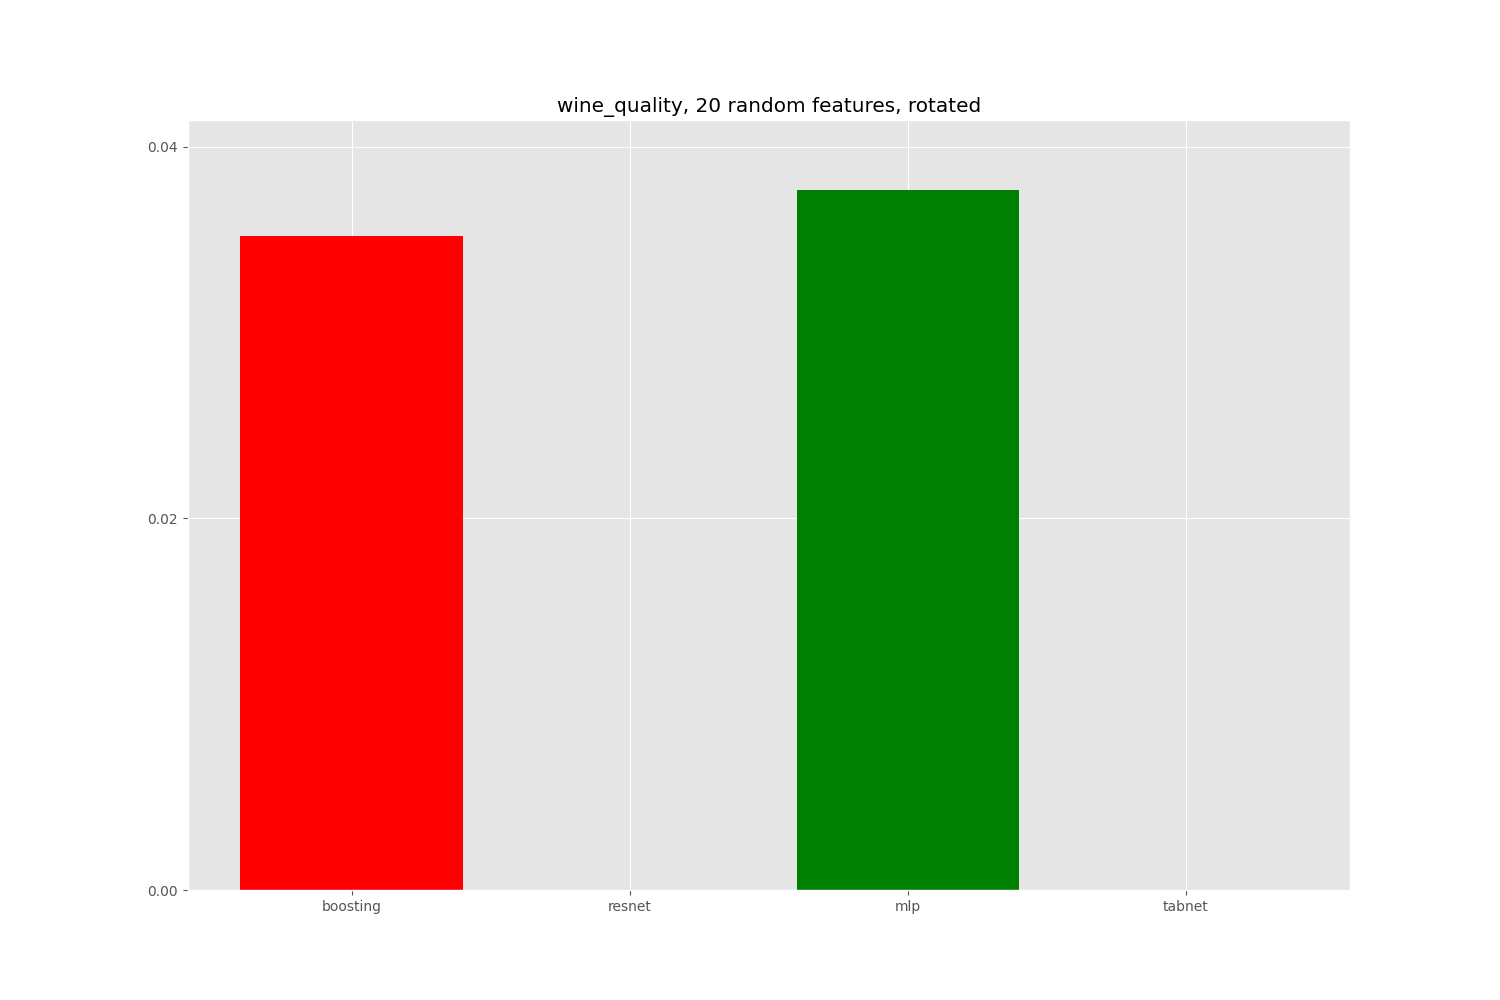 wine_quality, 20 random features, rotated
0.04
0.02
0.00
boosting resnet mlp tabnet